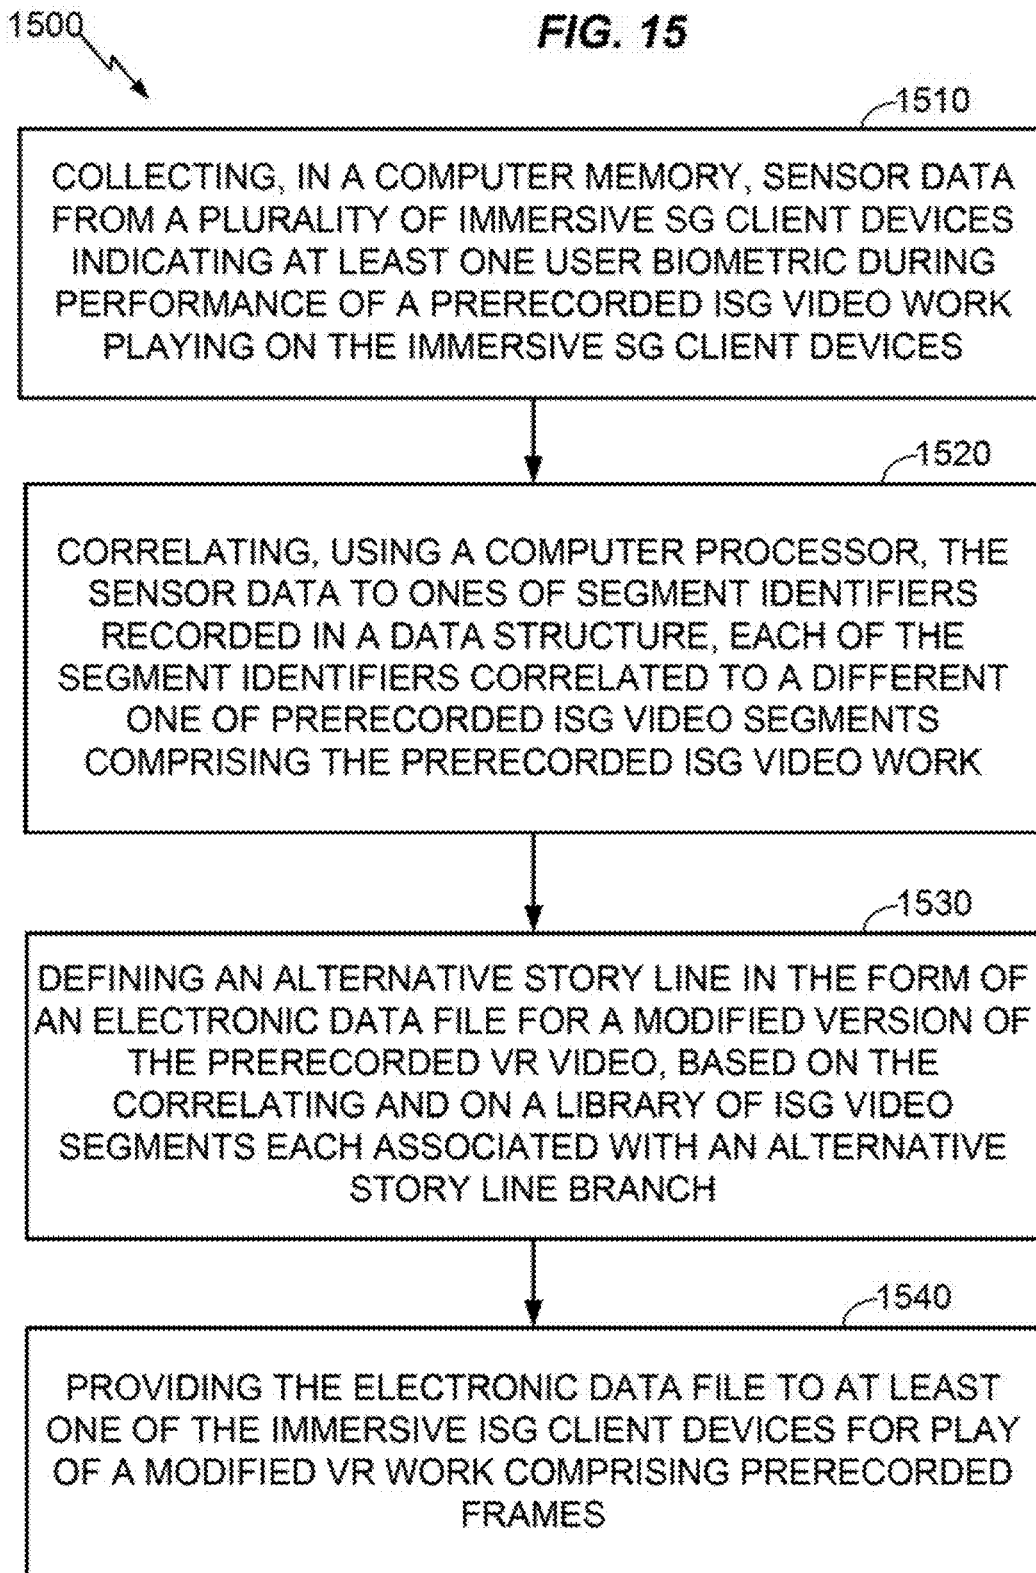 1500
FIG. 15
1510
COLLECTING, IN A COMPUTER MEMORY, SENSOR DATA
FROM A PLURALITY OF IMMERSIVE SG CLIENT DEVICES
INDICATING AT LEAST ONE USER BIOMETRIC DURING
PERFORMANCE OF A PRERECORDED ISG VIDEO WORK
PLAYING ON THE IMMERSIVE SG CLIENT DEVICES
1520
CORRELATING, USING A COMPUTER PROCESSOR, THE
SENSOR DATA TO ONES OF SEGMENT IDENTIFIERS
RECORDED IN A DATA STRUCTURE, EACH OF THE
SEGMENT IDENTIFIERS CORRELATED TO A DIFFERENT
ONE OF PRERECORDED ISG VIDEO SEGMENTS
COMPRISING THE PRERECORDED ISG VIDEO WORK
1530
DEFINING AN ALTERNATIVE STORY LINE IN THE FORM OF
AN ELECTRONIC DATA FILE FOR A MODIFIED VERSION OF
THE PRERECORDED VR VIDEO, BASED ON THE
CORRELATING AND ON A LIBRARY OF ISG VIDEO
SEGMENTS EACH ASSOCIATED WITH AN ALTERNATIVE
STORY LINE BRANCH
1540
PROVIDING THE ELECTRONIC DATA FILE TO AT LEAST
ONE OF THE IMMERSIVE ISG CLIENT DEVICES FOR PLAY
OF A MODIFIED VR WORK COMPRISING PRERECORDED
FRAMES